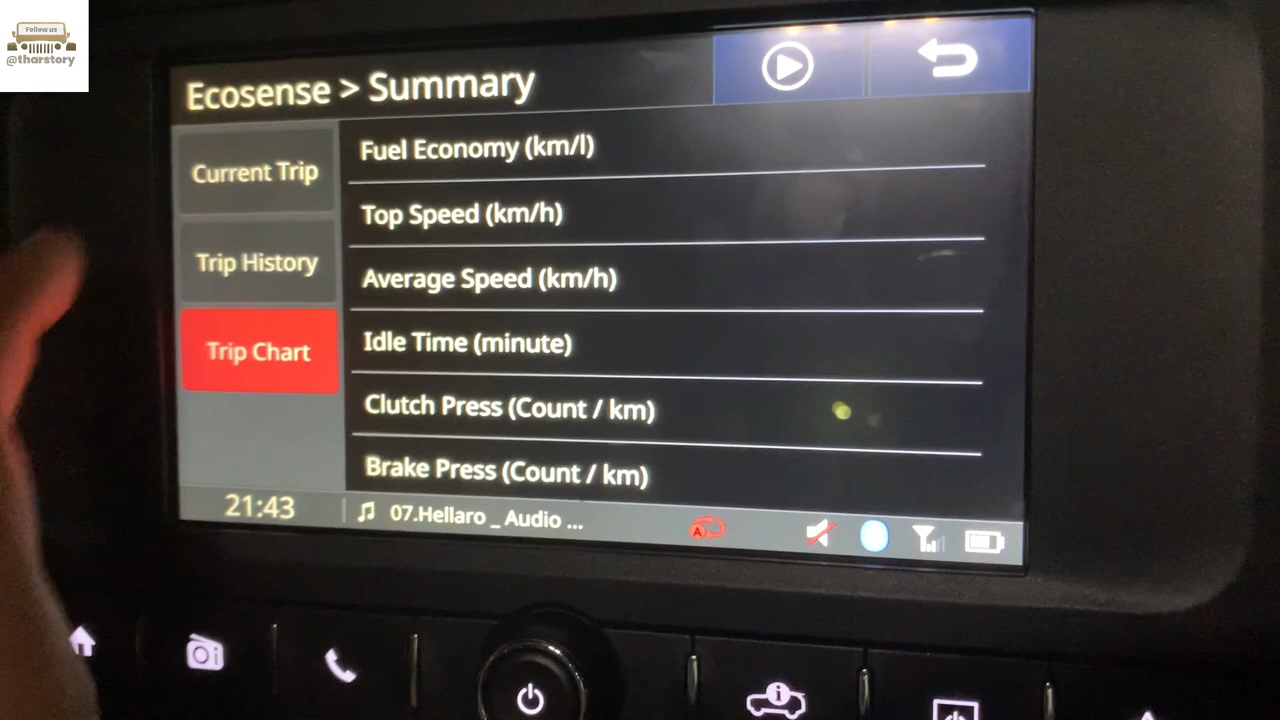 Follow us
@tharstory
Ecosense > Summary
Current Trip
Trip History
Trip Chart
Fuel Economy (km/l)
Top Speed (km/h)
Average Speed (km/h)
Idle Time (minute)
Clutch Press (Count / km)
Brake Press (Count / km)
21:43
07.Hellaro _ Audio ...
A
i